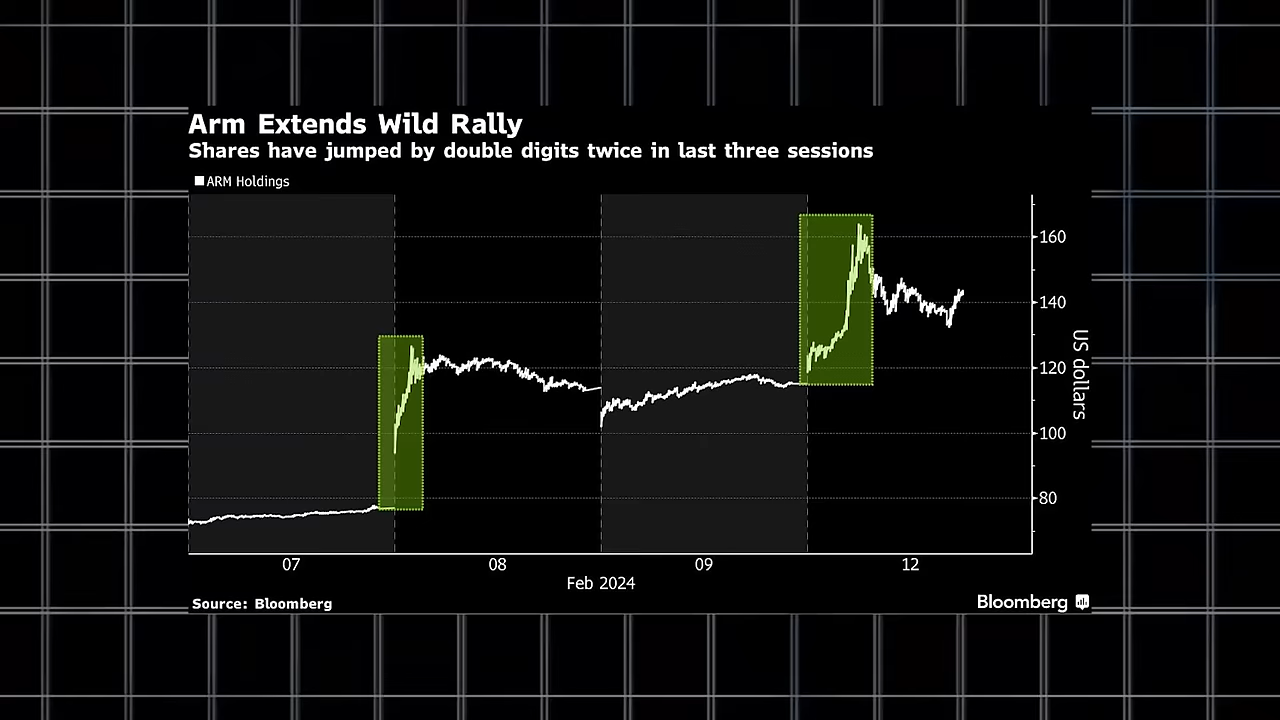 Arm Extends Wild Rally
Shares have jumped by double digits twice in last three sessions
ARM Holdings
160
140
120
100
80
US dollars
07
08
09
12
Feb 2024
Source: Bloomberg
Bloomberg